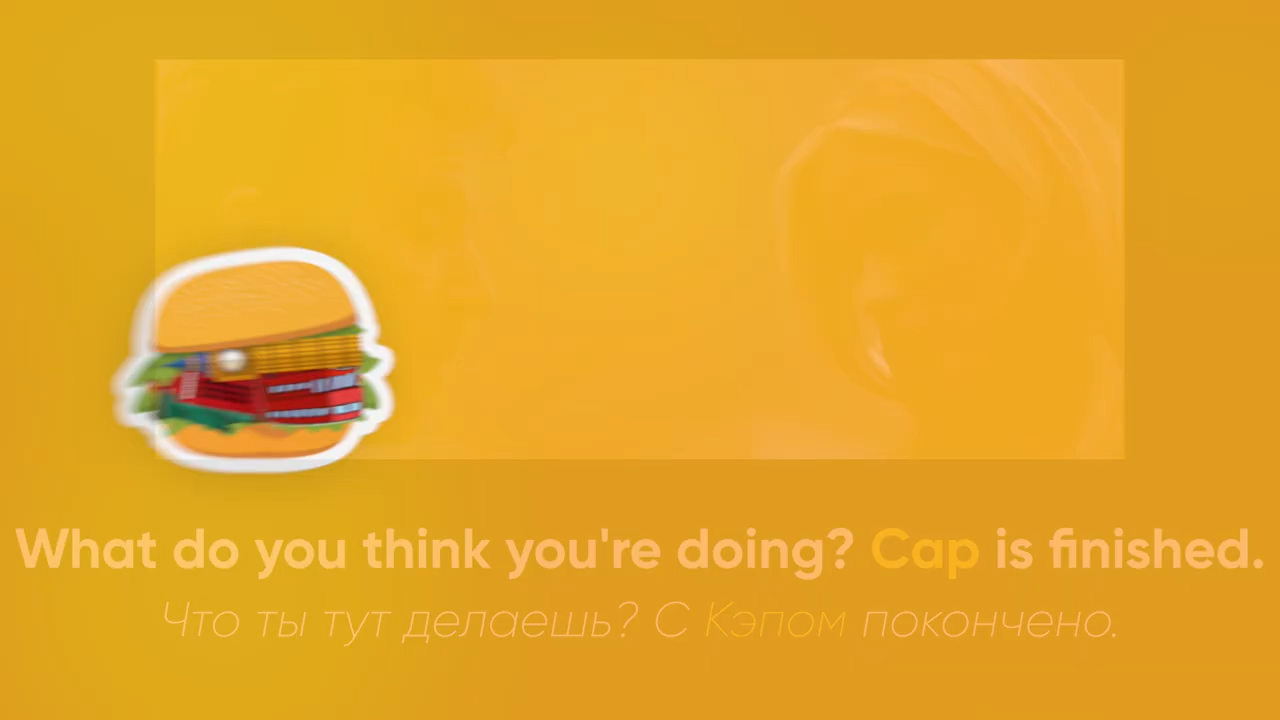 What do you think you're doing? Cap is finished.
Что ты тут делаешь? С Кэпом покончено.